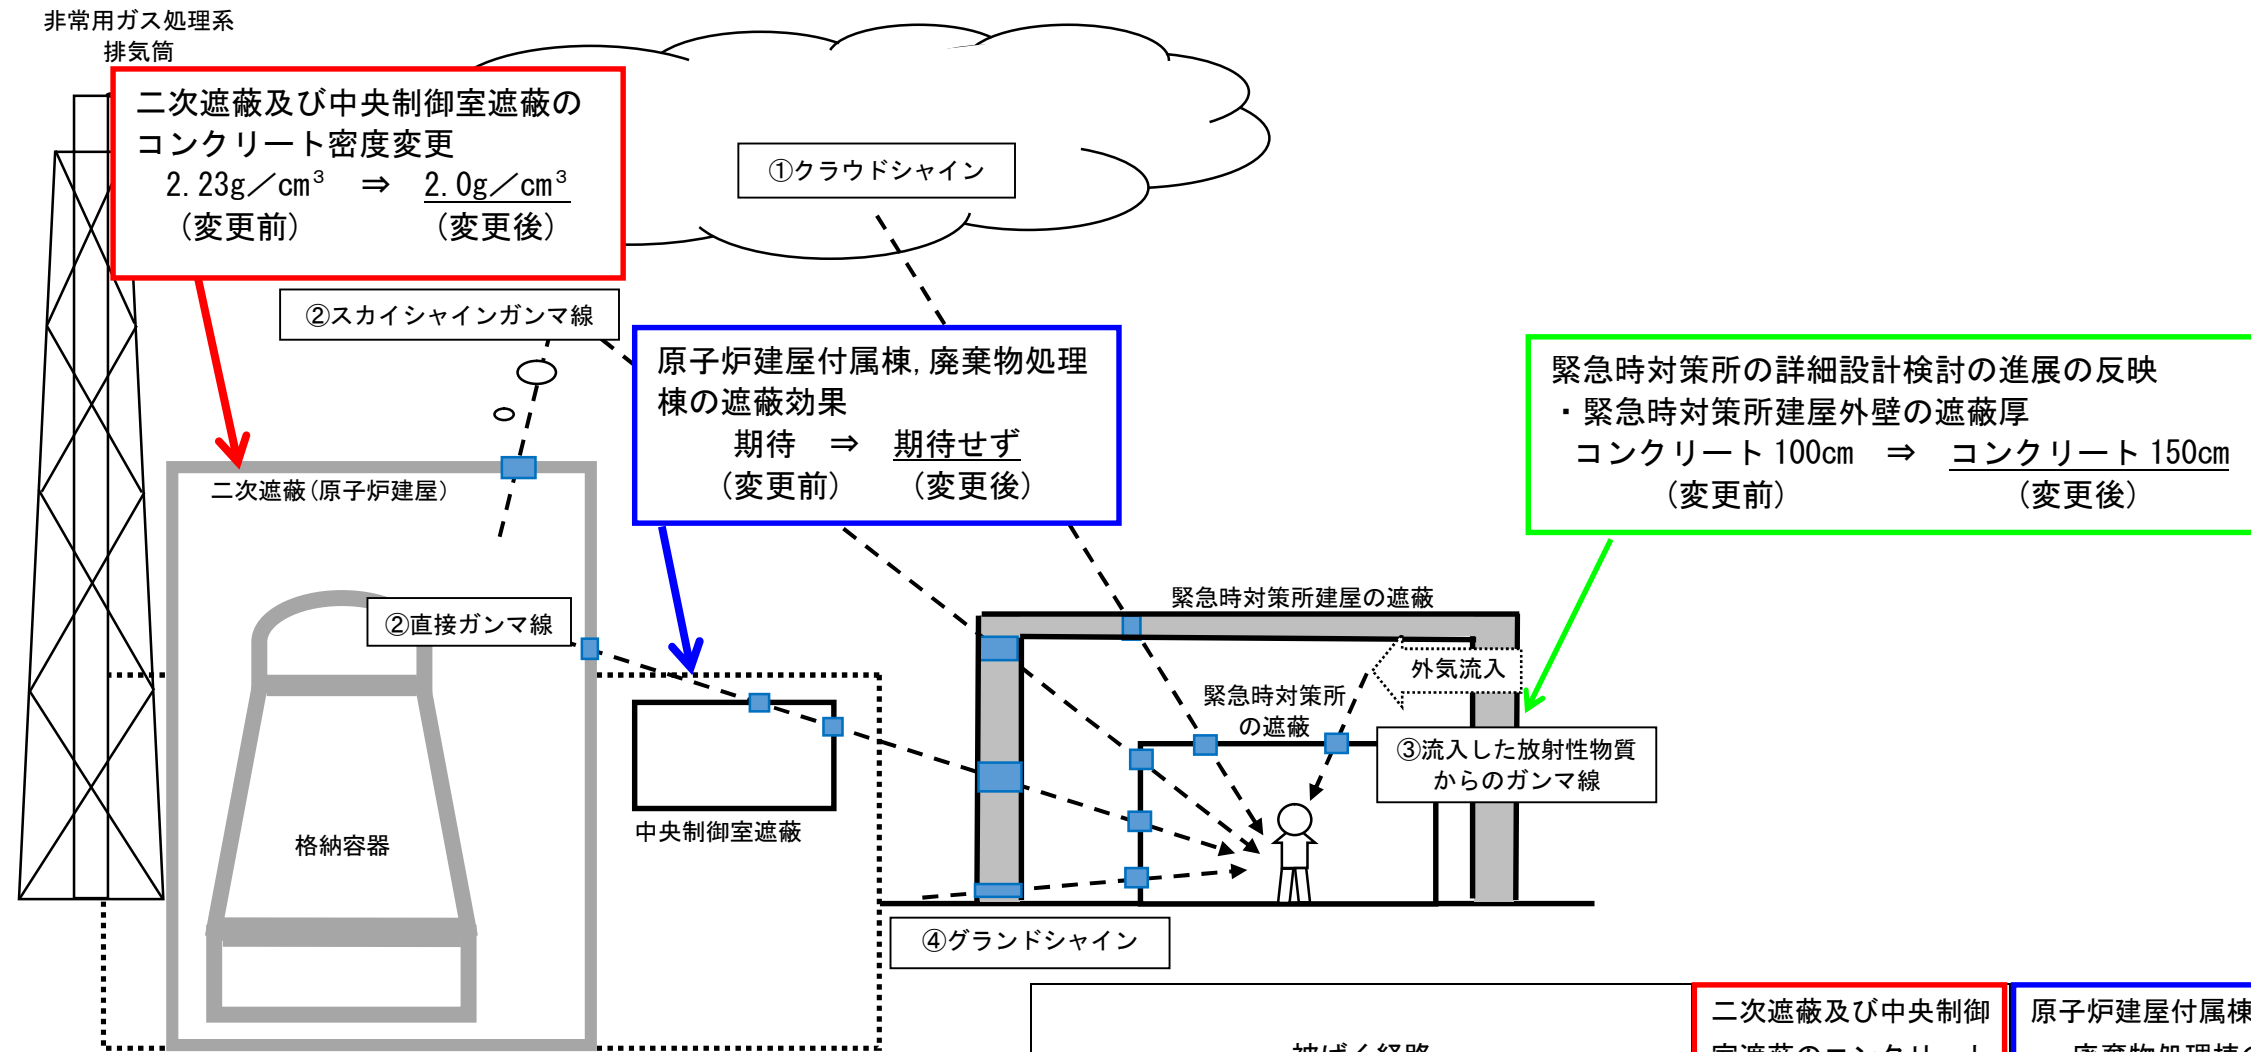 非常用ガス処理系
排気筒
二次遮蔽及び中央制御室遮蔽の
コンクリート密度変更
2.23g／cm³ ⇒ 2.0g／cm³
(変更前) (変更後)
①クラウドシャイン
②スカイシャインガンマ線
原子炉建屋付属棟,廃棄物処理
棟の遮蔽効果
期待 ⇒ 期待せず
(変更前) (変更後)
緊急時対策所の詳細設計検討の進展の反映
・緊急時対策所建屋外壁の遮蔽厚
コンクリート 100cm ⇒ コンクリート 150cm
(変更前) (変更後)
二次遮蔽(原子炉建屋)
②直接ガンマ線
緊急時対策所建屋の遮蔽
外気流入
緊急時対策所
の遮蔽
③流入した放射性物質
からのガンマ線
中央制御室遮蔽
格納容器
④グランドシャイン
二次遮蔽及び中央制御
原子炉建屋付属棟